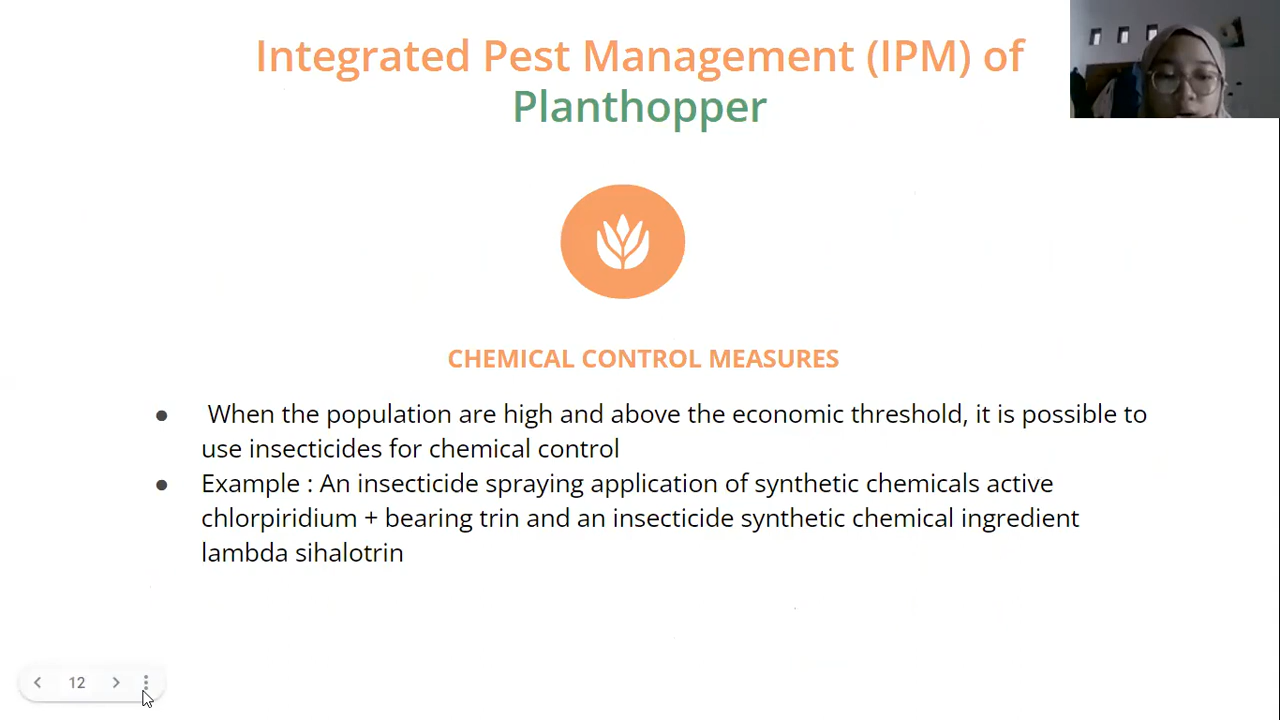 Integrated Pest Management (IPM) of
Planthopper
CHEMICAL CONTROL MEASURES
When the population are high and above the economic threshold, it is possible to
use insecticides for chemical control
Example : An insecticide spraying application of synthetic chemicals active
chlorpiridium + bearing trin and an insecticide synthetic chemical ingredient
lambda sihalotrin
12